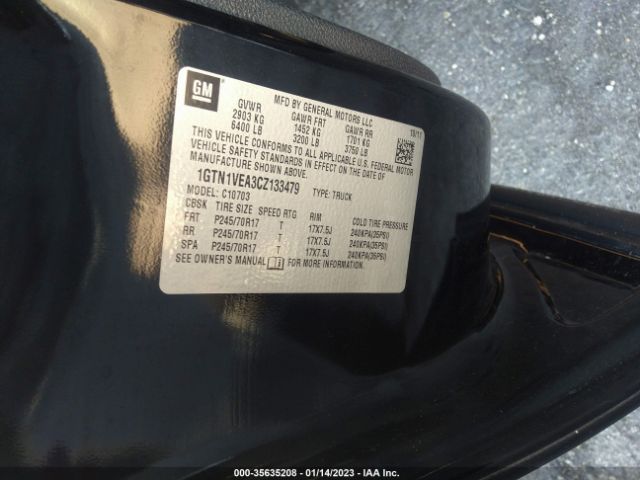 GM
MFD BY GENERAL MOTORS LLC
10/11
GVWR GAWR FRT GAWR RR
2903 KG 1452 KG 1701 KG
6400 LB 3200 LB 3750 LB
THIS VEHICLE CONFORMS TO ALL APPLICABLE U.S. FEDERAL MOTOR
VEHICLE SAFETY STANDARDS IN EFFECT ON THE DATE OF
MANUFACTURE SHOWN ABOVE.
1GTN1VEA3CZ133479 TYPE: TRUCK
MODEL: C10703
CBSK TIRE SIZE SPEED RTG RIM COLD TIRE PRESSURE
FRT P245/70R17 T 17X7.5J 240KPA(35PSI)
RR P245/70R17 T 17X7.5J 240KPA(35PSI)
SPA P245/70R17 T 17X7.5J 240KPA(35PSI)
SEE OWNER'S MANUAL FOR MORE INFORMATION.
000-35635208 - 01/14/2023 - IAA Inc.